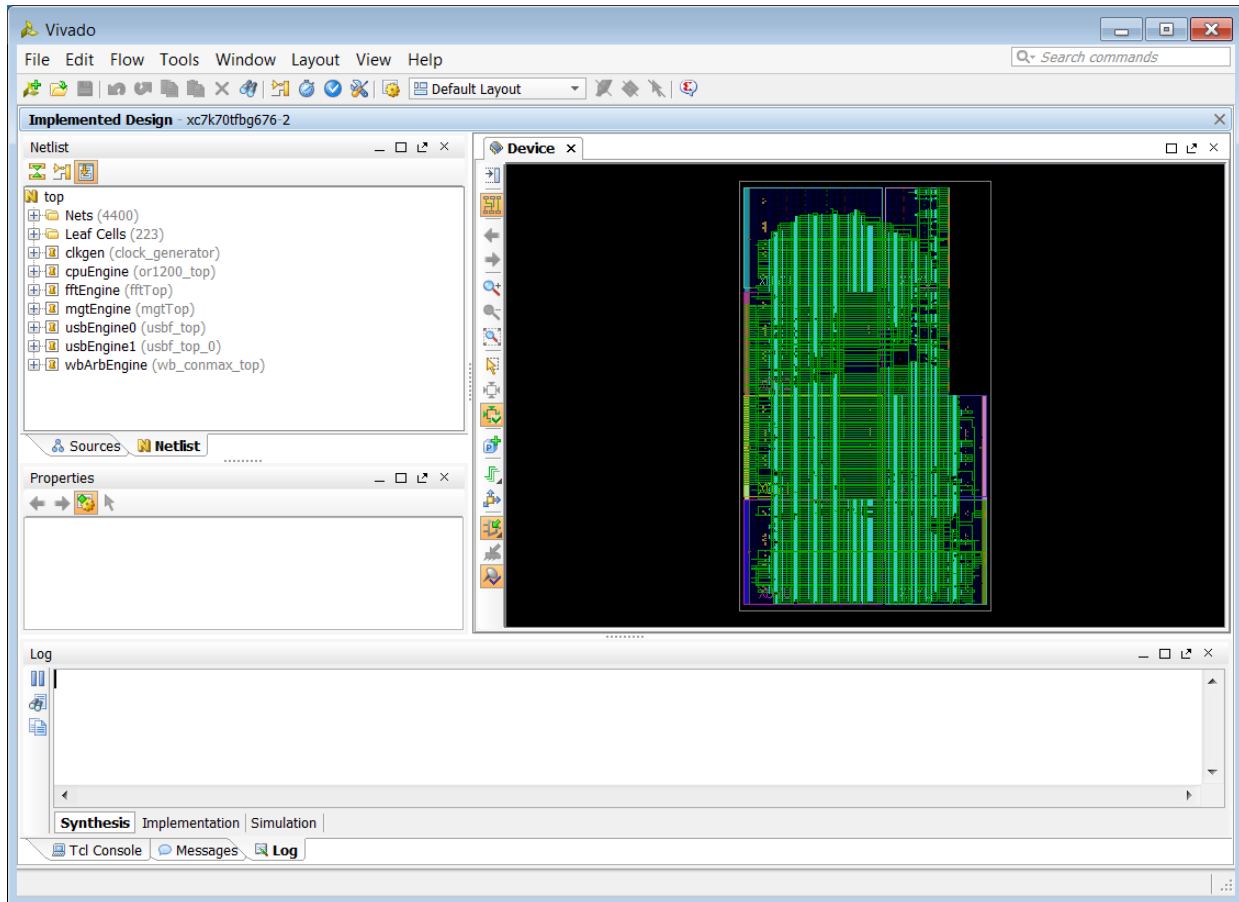 Vivado
File Edit Flow Tools Window Layout View Help
Search commands
Default Layout
Implemented Design - xc7k70tfbg676-2
Netlist
top
Nets (4400)
Leaf Cells (223)
clkgen (clock_generator)
cpuEngine (or1200_top)
fftEngine (fftTop)
mgtEngine (mgtTop)
usbEngine0 (usbf_top)
usbEngine1 (usbf_top_0)
wbArbEngine (wb_conmax_top)
Sources Netlist
Properties
Device
Log
Synthesis Implementation Simulation
Tcl Console Messages Log